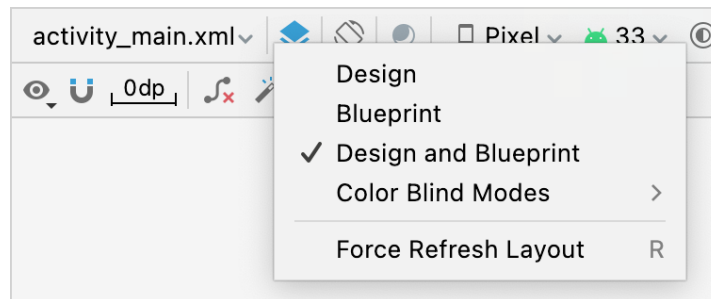 activity_main.xml Pixel 33
0dp
Design
Blueprint
Design and Blueprint
Color Blind Modes
Force Refresh Layout R